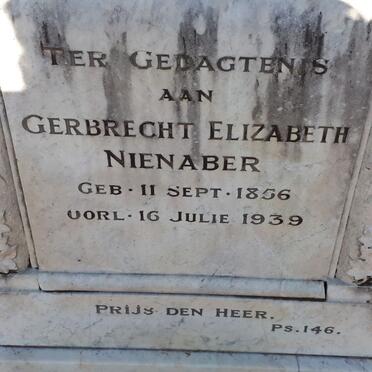 TER GEDAGTENIS
AAN
GERBRECHT ELIZABETH
NIENABER
GEB. 11 SEPT. 1856
OORL. 16 JULIE 1939
PRIJS DEN HEER.
PS.146.